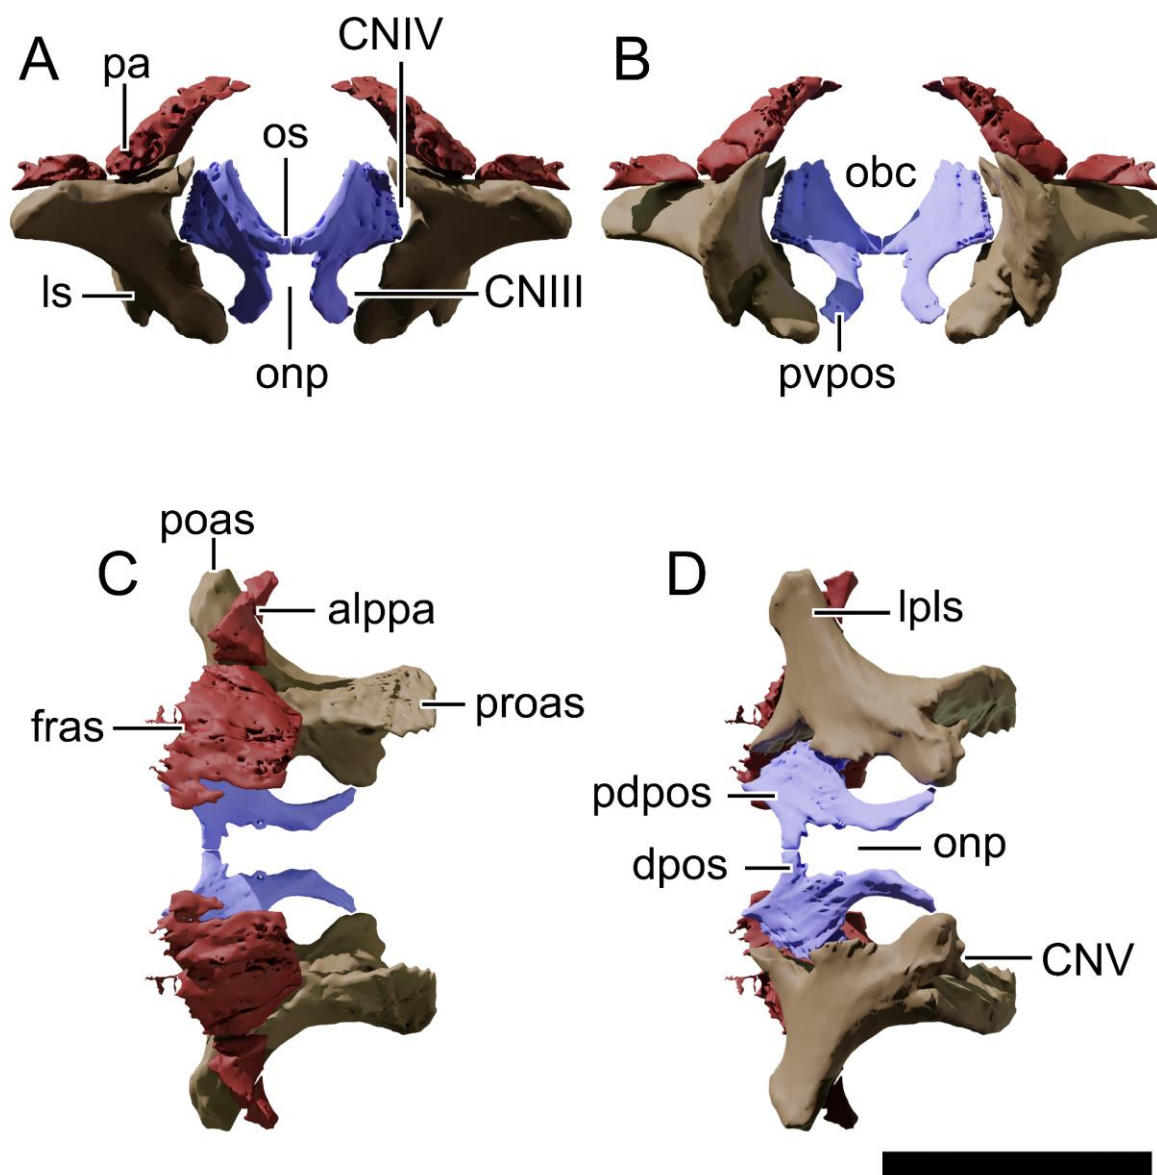 A
pa
CNIV
os
ls
CNIII
onp
B
obc
pvpos
C
poas
alppa
fras
proas
D
lpls
pdpos
onp
dpos
CNV